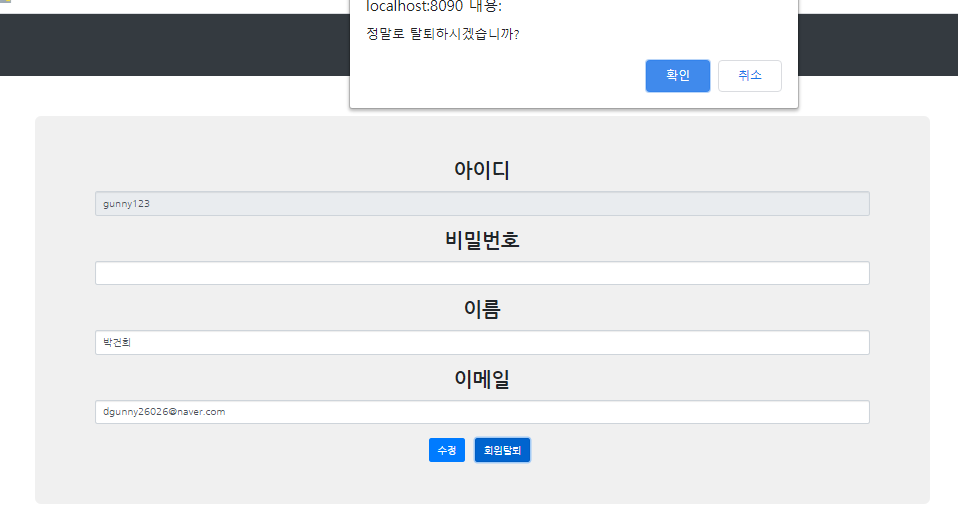 localhost:8090 내용:
정말로 탈퇴하시겠습니까?
확인 취소
아이디
gunny123
비밀번호
이름
박건희
이메일
dgunny26026@naver.com
수정 회원탈퇴